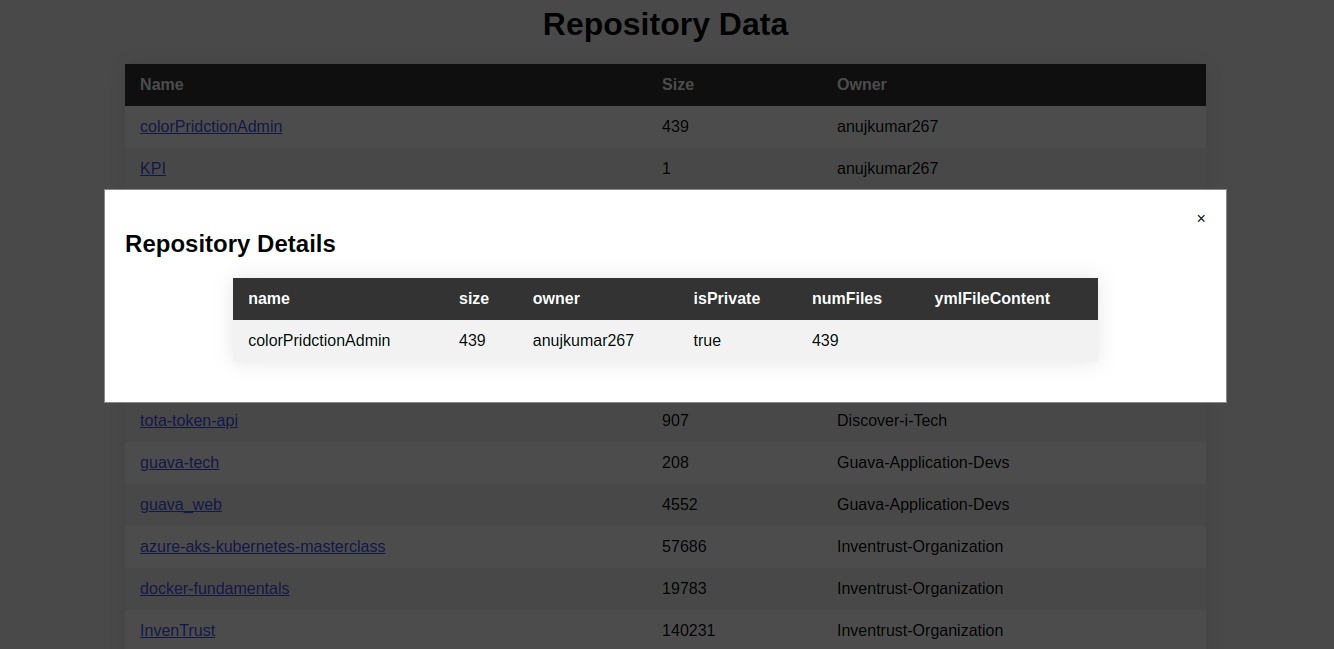 Repository Data
Name Size Owner
colorPridctionAdmin 439 anujkumar267
KPI 1 anujkumar267
×
Repository Details
name size owner isPrivate numFiles ymlFileContent
colorPridctionAdmin 439 anujkumar267 true 439
tota-token-api 907 Discover-i-Tech
guava-tech 208 Guava-Application-Devs
guava_web 4552 Guava-Application-Devs
azure-aks-kubernetes-masterclass 57686 Inventrust-Organization
docker-fundamentals 19783 Inventrust-Organization
InvenTrust 140231 Inventrust-Organization